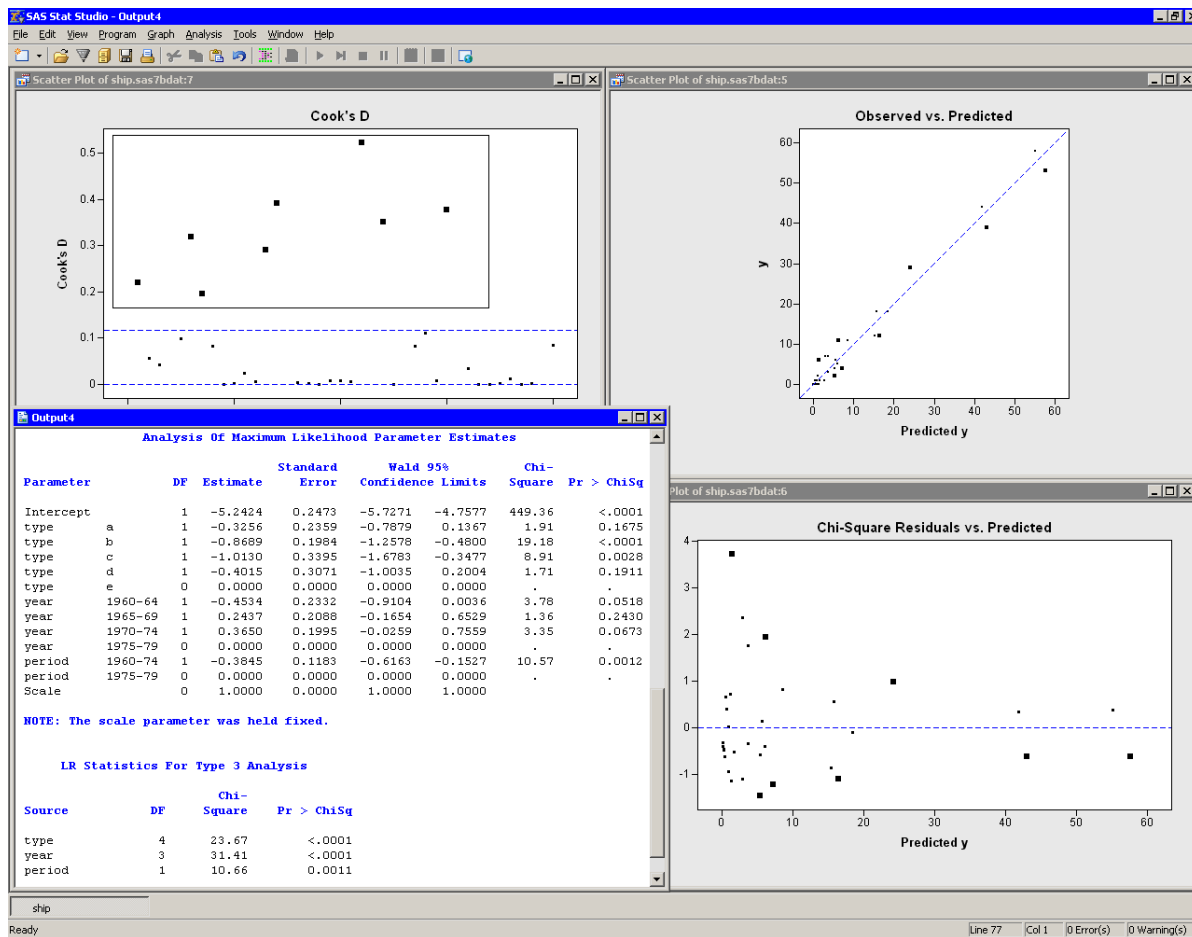 SAS Stat Studio - Output4
File Edit View Program Graph Analysis Tools Window Help
Scatter Plot of ship.sas7bdat:7
Cook's D
0.5
0.4
0.3
0.2
0.1
0
Cook's D
Scatter Plot of ship.sas7bdat:5
Observed vs. Predicted
60
50
40
30
20
10
0
y
0 10 20 30 40 50 60
Predicted y
Output4
Analysis Of Maximum Likelihood Parameter Estimates
Standard Wald 95% Chi-
Parameter DF Estimate Error Confidence Limits Square Pr > ChiSq
Intercept 1 -5.2424 0.2473 -5.7271 -4.7577 449.36 <.0001
type a 1 -0.3256 0.2359 -0.7879 0.1367 1.91 0.1675
type b 1 -0.8689 0.1984 -1.2578 -0.4800 19.18 <.0001
type c 1 -1.0130 0.3395 -1.6783 -0.3477 8.91 0.0028
type d 1 -0.4015 0.3071 -1.0035 0.2004 1.71 0.1911
type e 0 0.0000 0.0000 0.0000 0.0000 . .
year 1960-64 1 -0.4534 0.2332 -0.9104 0.0036 3.78 0.0518
year 1965-69 1 0.2437 0.2088 -0.1654 0.6529 1.36 0.2430
year 1970-74 1 0.3650 0.1995 -0.0259 0.7559 3.35 0.0673
year 1975-79 0 0.0000 0.0000 0.0000 0.0000 . .
period 1960-74 1 -0.3845 0.1183 -0.6163 -0.1527 10.57 0.0012
period 1975-79 0 0.0000 0.0000 0.0000 0.0000 . .
Scale 0 1.0000 0.0000 1.0000 1.0000
NOTE: The scale parameter was held fixed.
LR Statistics For Type 3 Analysis
Chi-
Source DF Square Pr > ChiSq
type 4 23.67 <.0001
year 3 31.41 <.0001
period 1 10.66 0.0011
Plot of ship.sas7bdat:6
Chi-Square Residuals vs. Predicted
4
3
2
1
0
-1
0 10 20 30 40 50 60
Predicted y
ship
Ready
Line 77 Col 1 0 Error(s) 0 Warning(s)